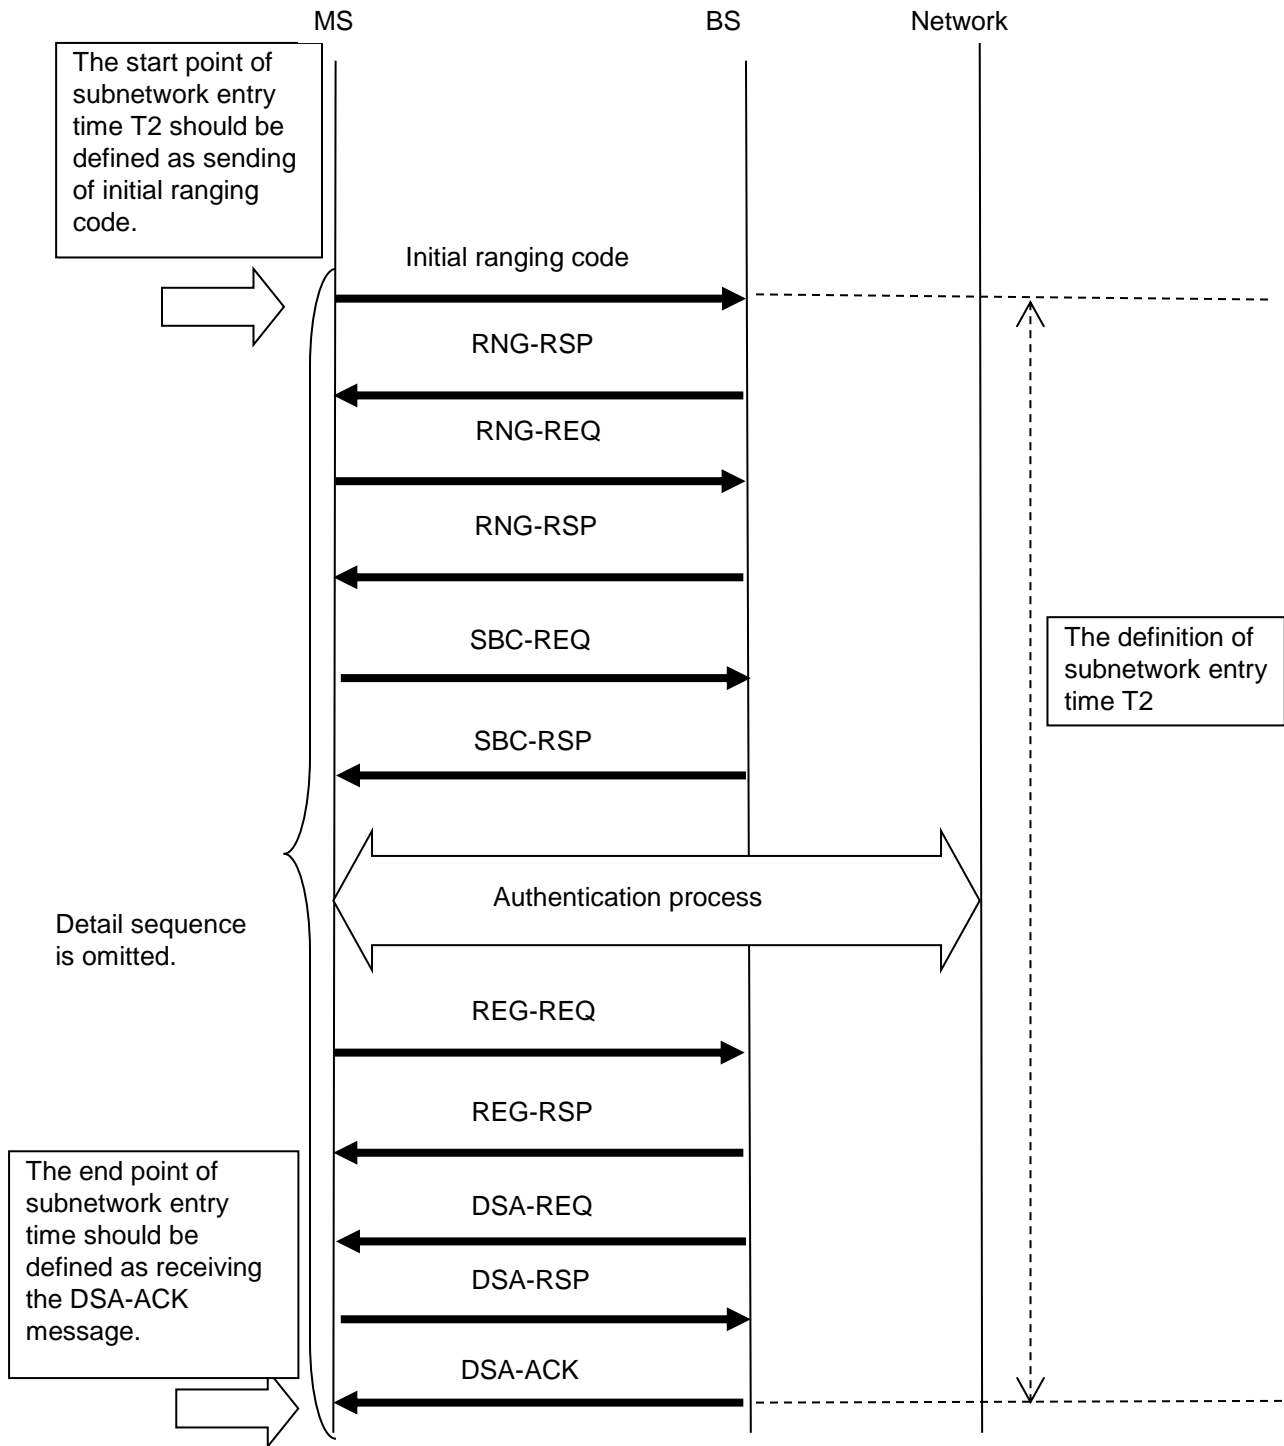 MS
BS
Network
The start point of
subnetwork entry
time T2 should be
defined as sending
of initial ranging
code.
Initial ranging code
RNG-RSP
RNG-REQ
RNG-RSP
SBC-REQ
The definition of
subnetwork entry
time T2
SBC-RSP
Authentication process
Detail sequence
is omitted.
REG-REQ
REG-RSP
The end point of
subnetwork entry
time should be
defined as receiving
the DSA-ACK
message.
DSA-REQ
DSA-RSP
DSA-ACK